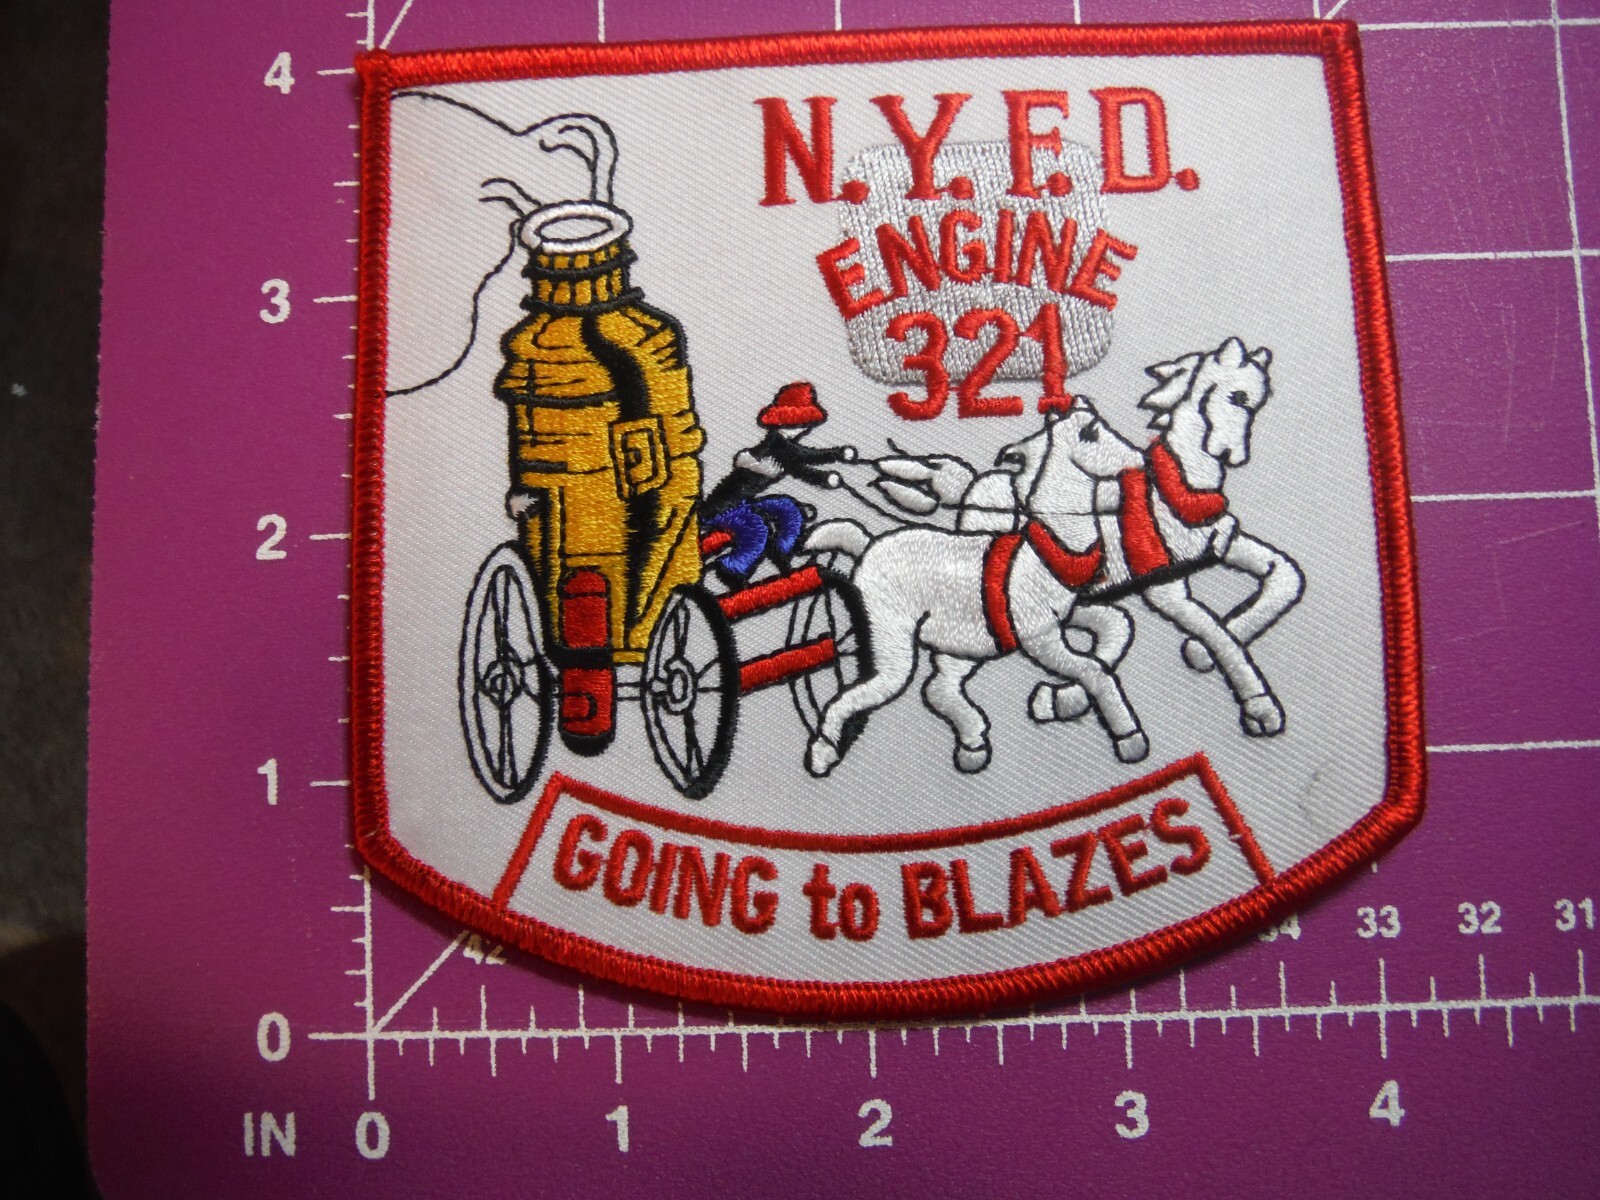 N.Y.F.D.
ENGINE
321
GOING to BLAZES
4
3
2
1
0
IN
0 1 2 3 4
42 34 33 32 31